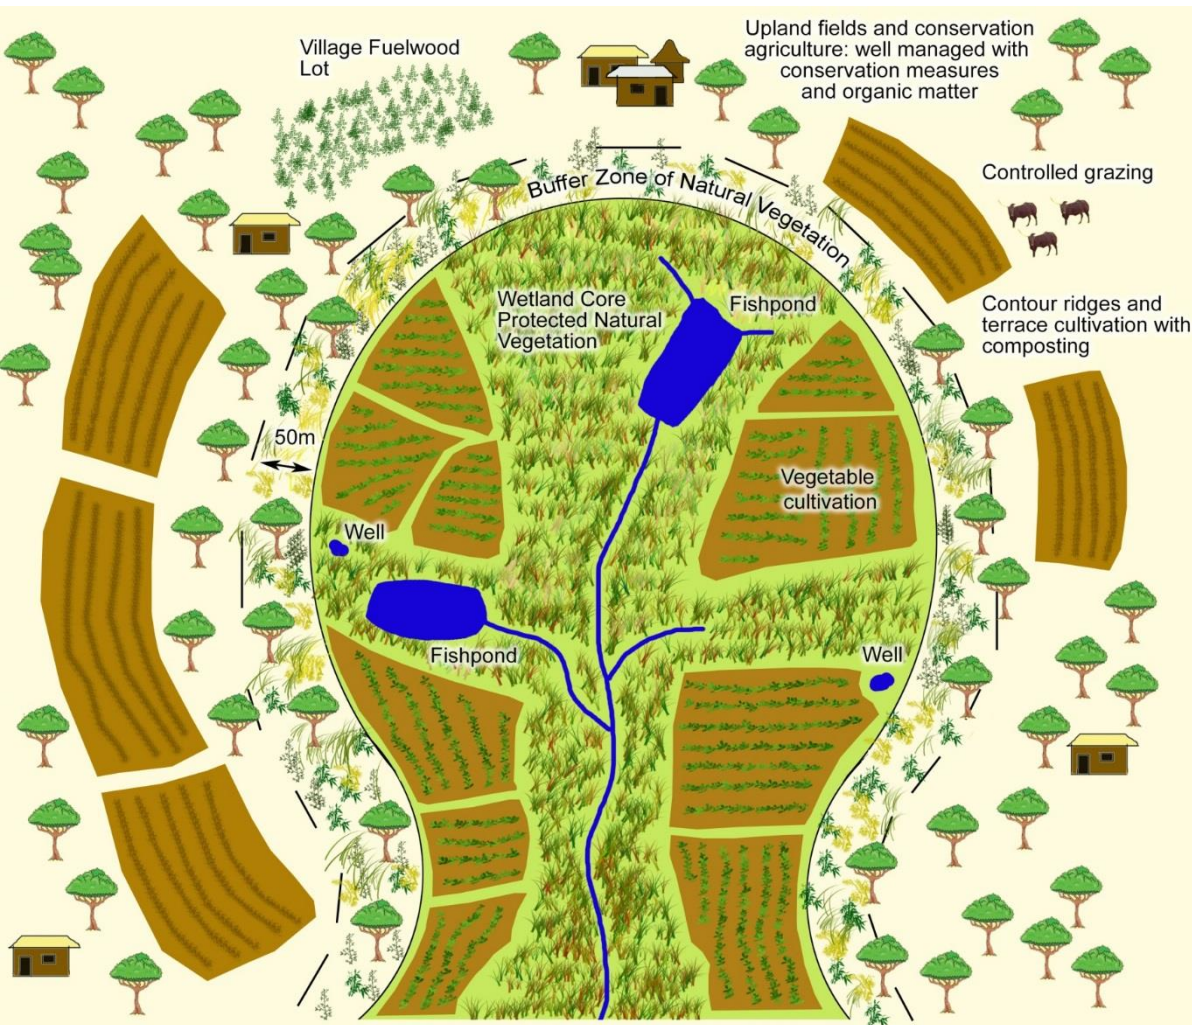 Village Fuelwood
Lot
Upland fields and conservation
agriculture: well managed with
conservation measures
and organic matter
Buffer Zone of Natural Vegetation
Controlled grazing
Wetland Core
Protected Natural
Vegetation
Fishpond
Contour ridges and
terrace cultivation with
composting
50m
Vegetable
cultivation
Well
Fishpond
Well